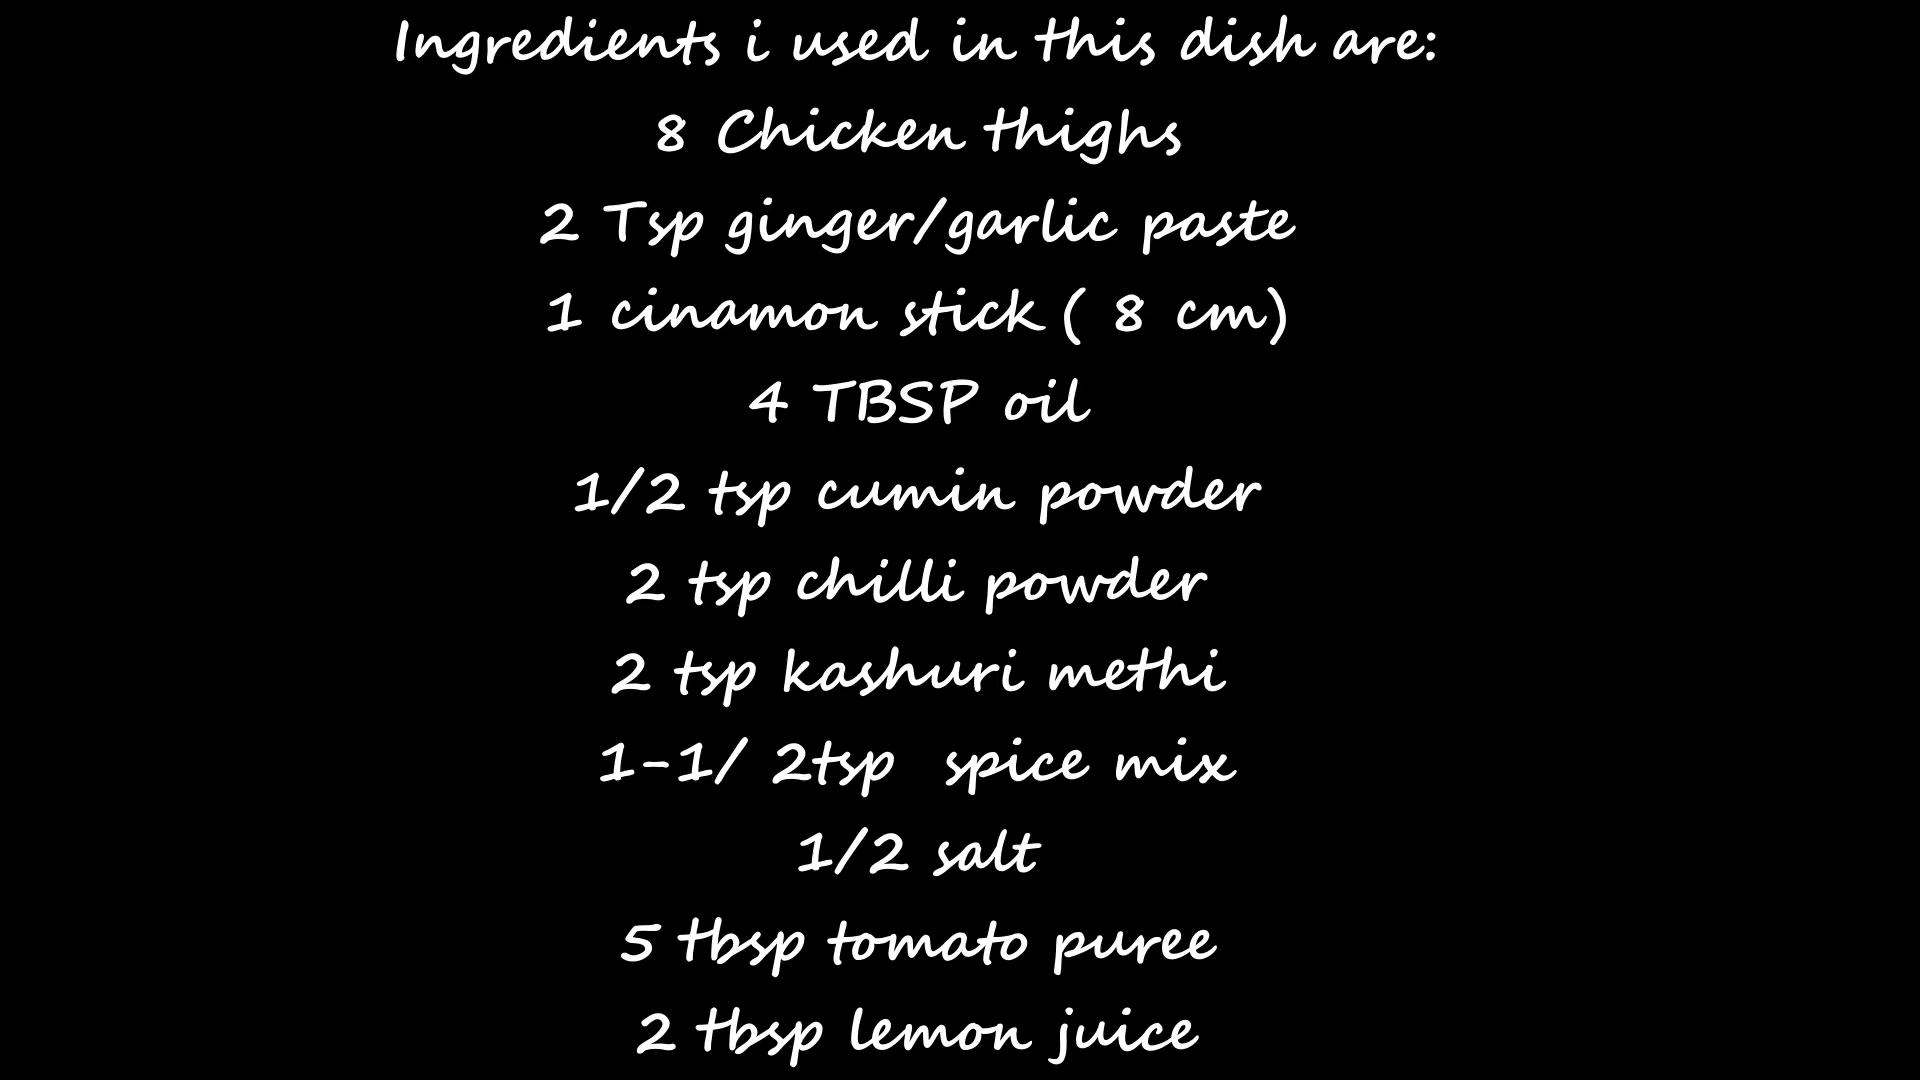 Ingredients i used in this dish are:
8 Chicken thighs
2 Tsp ginger/garlic paste
1 cinamon stick ( 8 cm)
4 TBSP oil
1/2 tsp cumin powder
2 tsp chilli powder
2 tsp kashuri methi
1-1/ 2tsp spice mix
1/2 salt
5 tbsp tomato puree
2 tbsp lemon juice